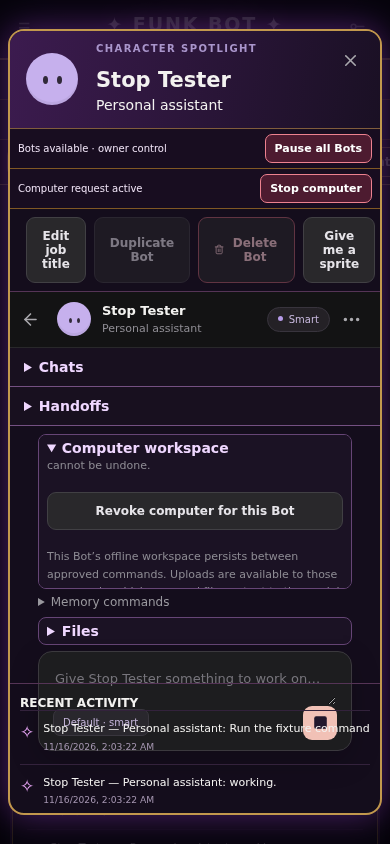 ✦ FUNK BOT ✦
CHARACTER SPOTLIGHT
Stop Tester
Personal assistant
Bots available · owner control
Pause all Bots
Computer request active
Stop computer
Edit job title
Duplicate Bot
Delete Bot
Give me a sprite
Stop Tester
Personal assistant
Smart
Chats
Handoffs
Computer workspace
cannot be undone.
Revoke computer for this Bot
This Bot’s offline workspace persists between
approved commands. Uploads are available to those
Memory commands
Files
Give Stop Tester something to work on…
Default · smart
RECENT ACTIVITY
Stop Tester — Personal assistant: Run the fixture command
11/16/2026, 2:03:22 AM
Stop Tester — Personal assistant: working.
11/16/2026, 2:03:22 AM